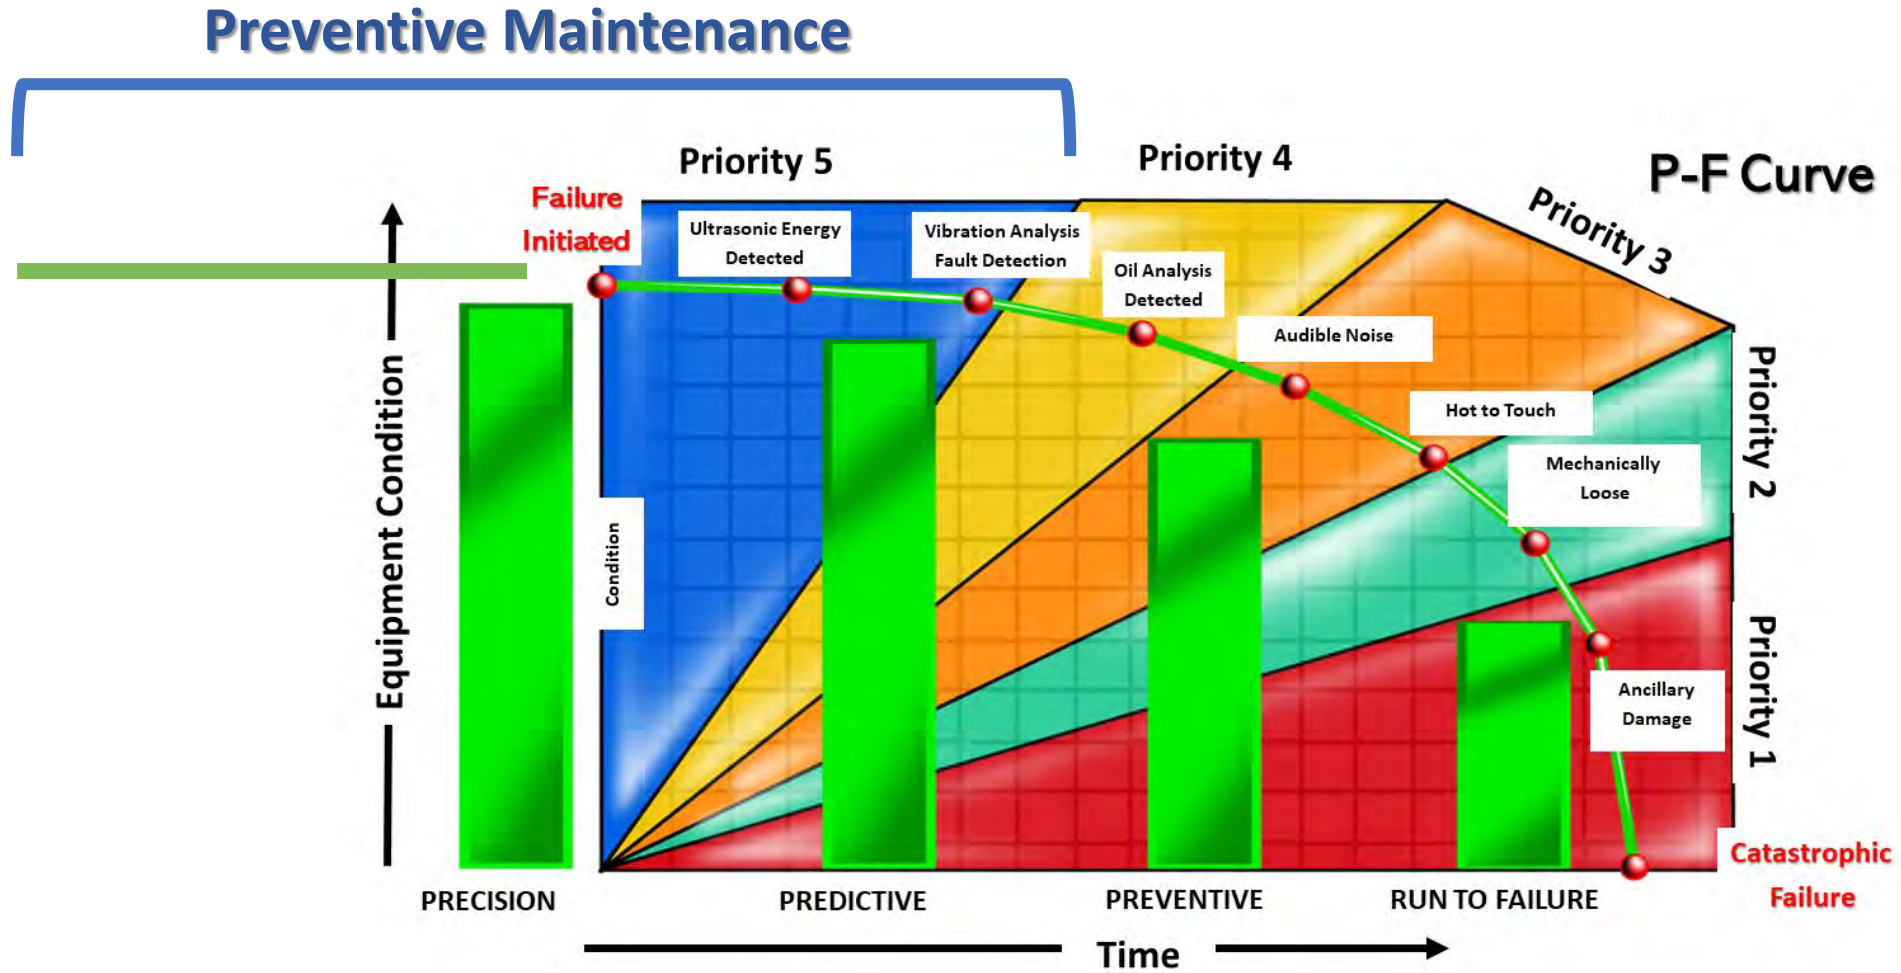 Preventive Maintenance
Priority 5
Priority 4
P-F Curve
Priority 3
Failure
Initiated
Ultrasonic Energy
Detected
Vibration Analysis
Fault Detection
Oil Analysis
Detected
Audible Noise
Hot to Touch
Mechanically
Loose
Priority 2
Equipment Condition
Condition
Ancillary
Damage
Priority 1
Catastrophic
Failure
PRECISION
PREDICTIVE
PREVENTIVE
RUN TO FAILURE
Time